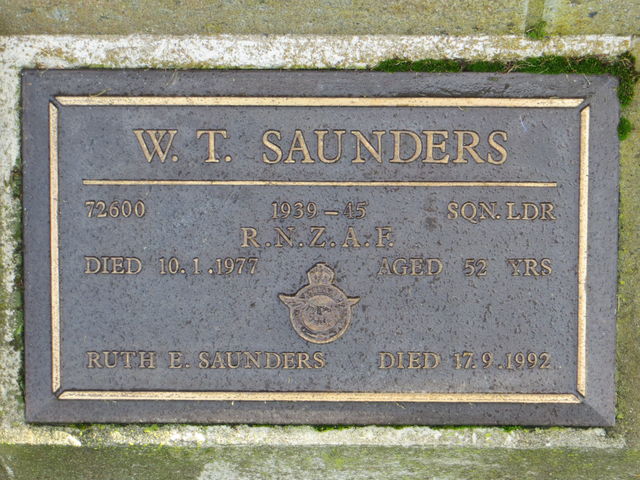 W. T. SAUNDERS
72600 1939-45 SQN. LDR
R.N.Z.A.F.
DIED 10.1.1977 AGED 52 YRS
RUTH E. SAUNDERS DIED 17.9.1992